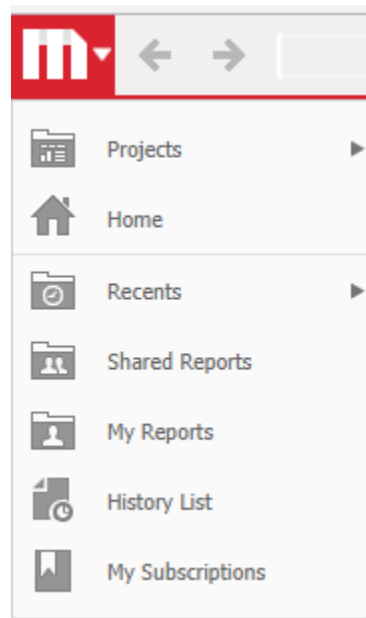 Projects
Home
Recents
Shared Reports
My Reports
History List
My Subscriptions